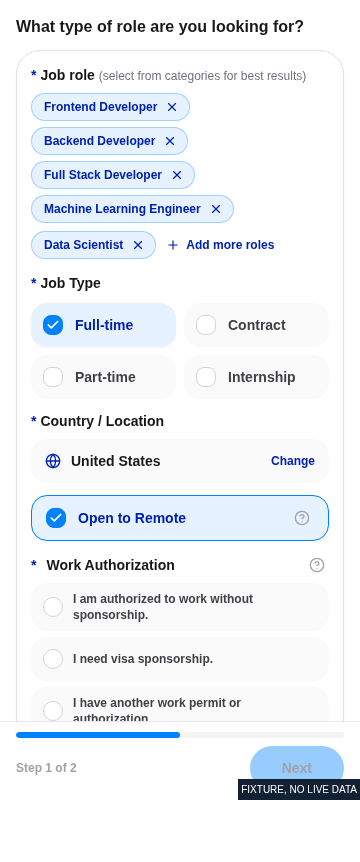 What type of role are you looking for?
* Job role (select from categories for best results)
Frontend Developer
Backend Developer
Full Stack Developer
Machine Learning Engineer
Data Scientist
Add more roles
* Job Type
Full-time
Contract
Part-time
Internship
* Country / Location
United States
Change
Open to Remote
* Work Authorization
I am authorized to work without
sponsorship.
I need visa sponsorship.
I have another work permit or
authorization
Step 1 of 2
Next
FIXTURE, NO LIVE DATA